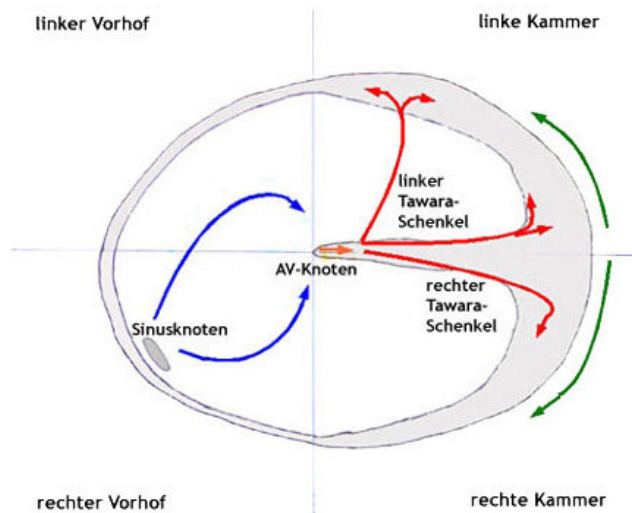 linker Vorhof
linke Kammer
linker
Tawara-
Schenkel
AV-Knoten
rechter
Tawara-
Schenkel
Sinusknoten
rechter Vorhof
rechte Kammer